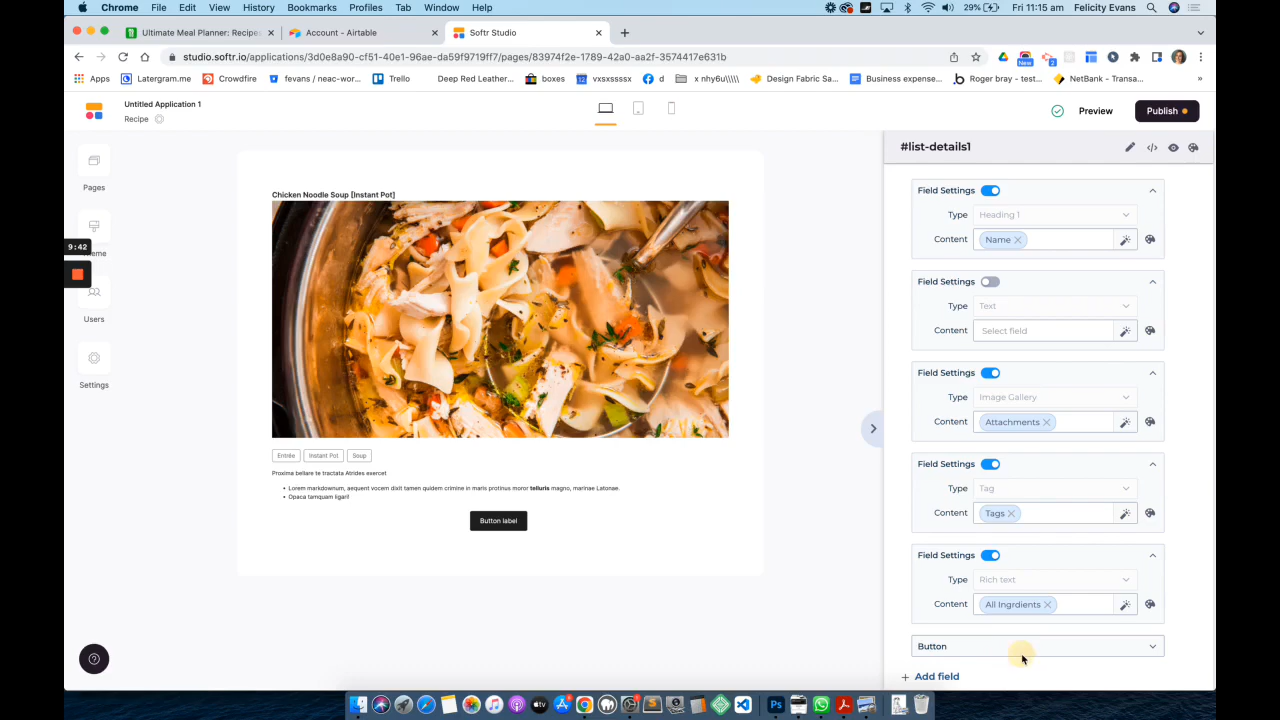 Chrome File Edit View History Bookmarks Profiles Tab Window Help 29% Fri 11:15 am Felicity Evans
Ultimate Meal Planner: Recipes Account - Airtable Softr Studio
studio.softr.io/applications/3d0e8a90-cf51-40e1-96ae-da59f9719ff7/pages/83974f2e-1789-42a0-aa2f-3574417e631b
Apps Latergram.me Crowdfire fevans / neac-wor... Trello Deep Red Leather... boxes vxsxssssx d x nhy6u\\\\ Design Fabric Sa... Business expense... Roger bray - test... NetBank - Transa... »
Untitled Application 1
Recipe
Preview
Publish
#list-details1
Pages
9:42
Theme
Users
Settings
Chicken Noodle Soup [Instant Pot]
Entrée Instant Pot Soup
Proxima bellare te tractata Atrides exercet
• Lorem markdownum, aequent vocem dixit tamen quidem crimine in maris protinus moror telluris magno, marinae Latonae.
• Opaca tamquam ligari!
Button label
Field Settings
Type Heading 1
Content Name
Field Settings
Type Text
Content Select field
Field Settings
Type Image Gallery
Content Attachments
Field Settings
Type Tag
Content Tags
Field Settings
Type Rich text
Content All Ingrdients
Button
+ Add field